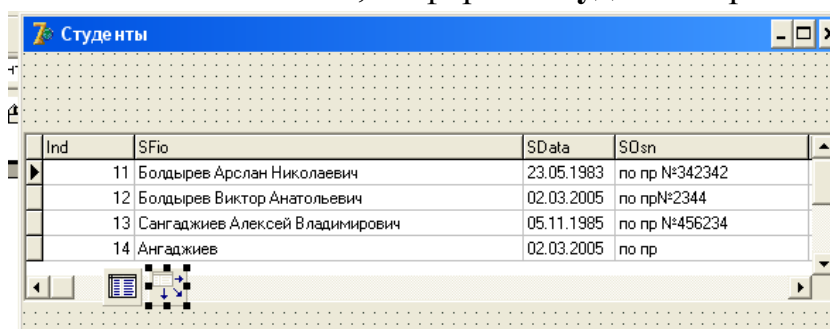 Студенты
Ind SFio SData SOsn
11 Болдырев Арслан Николаевич 23.05.1983 по пр №342342
12 Болдырев Виктор Анатольевич 02.03.2005 по пр№2344
13 Сангаджиев Алексей Владимирович 05.11.1985 по пр №456234
14 Ангаджиев 02.03.2005 по пр